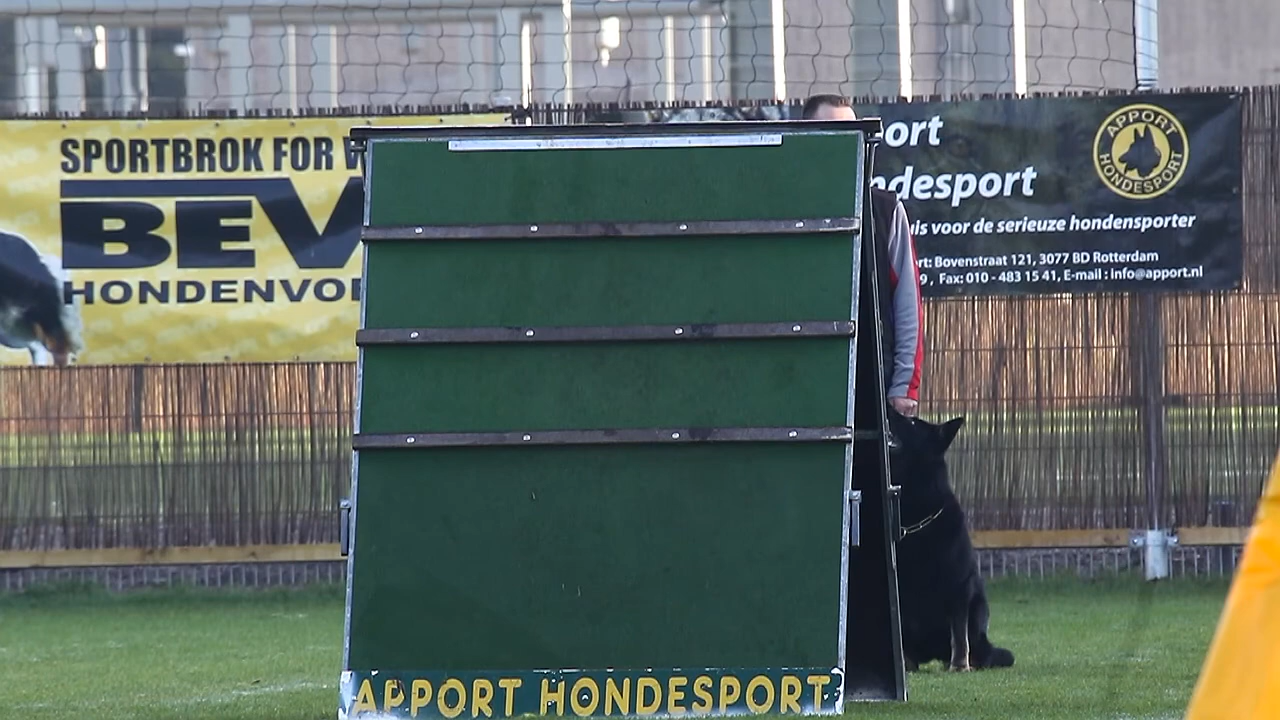 SPORTBROK FOR
BEV
HONDENVO
ort
ndesport
is voor de serieuze hondensporter
rt: Bovenstraat 121, 3077 BD Rotterdam
9, Fax: 010 - 483 15 41, E-mail : info@apport.nl
APPORT
HONDESPORT
APPORT HONDESPORT